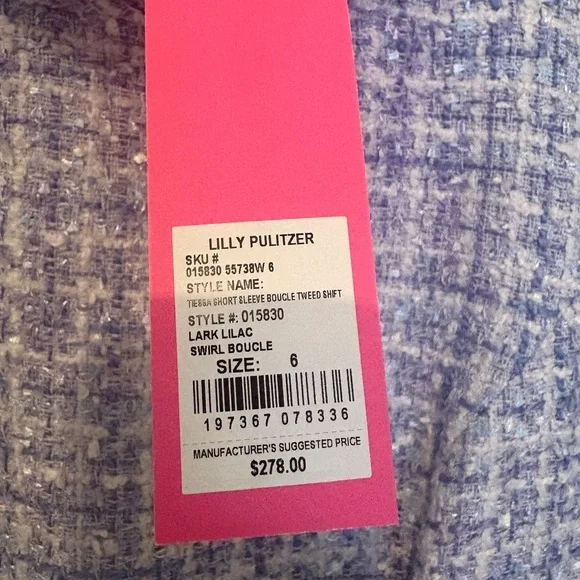 LILLY PULITZER
SKU #
015830 55738W 6
STYLE NAME:
TIESSA SHORT SLEEVE BOUCLE TWEED SHIFT
STYLE #: 015830
LARK LILAC
SWIRL BOUCLE
SIZE: 6
197367 078336
MANUFACTURER'S SUGGESTED PRICE
$278.00